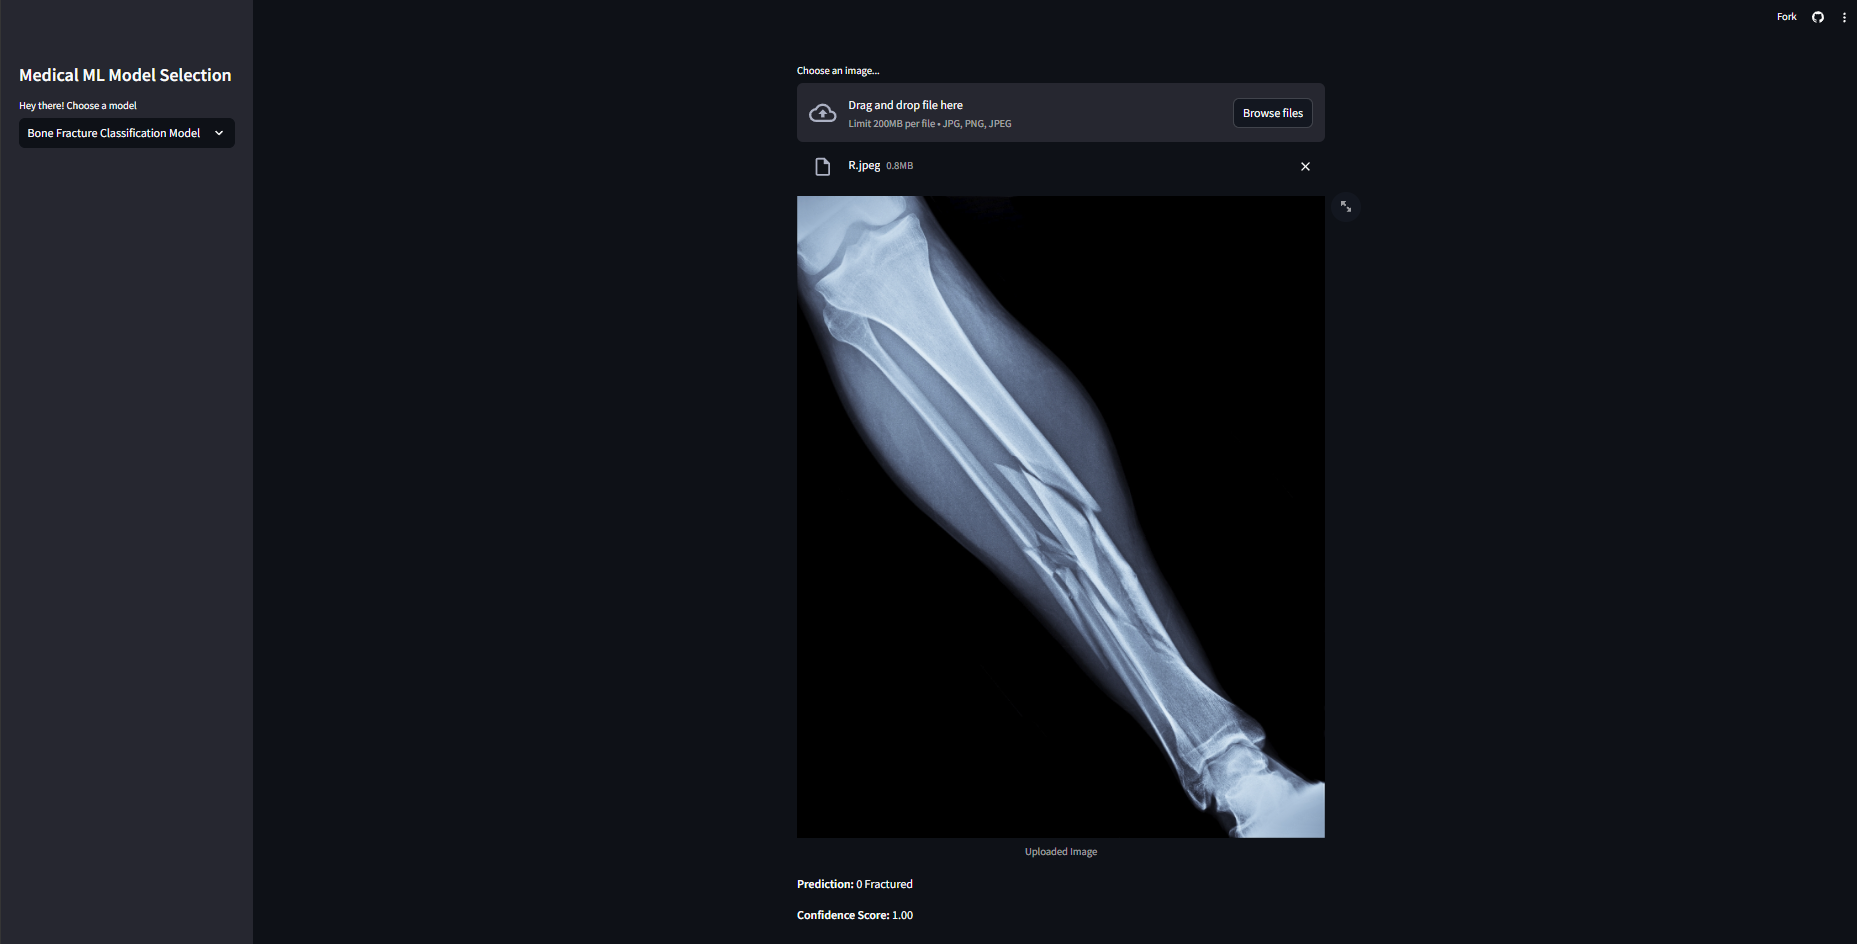 Fork
Medical ML Model Selection
Hey there! Choose a model
Bone Fracture Classification Model
Choose an image...
Drag and drop file here
Limit 200MB per file • JPG, PNG, JPEG
Browse files
R.jpeg 0.8MB
Uploaded Image
Prediction: 0 Fractured
Confidence Score: 1.00